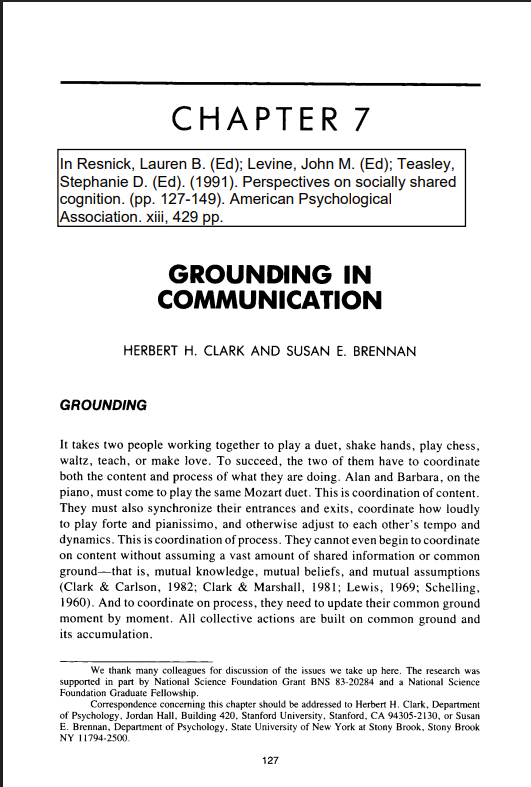 CHAPTER 7
In Resnick, Lauren B. (Ed); Levine, John M. (Ed); Teasley,
Stephanie D. (Ed). (1991). Perspectives on socially shared
cognition. (pp. 127-149). American Psychological
Association. xiii, 429 pp.
GROUNDING IN
COMMUNICATION
HERBERT H. CLARK AND SUSAN E. BRENNAN
GROUNDING
It takes two people working together to play a duet, shake hands, play chess,
waltz, teach, or make love. To succeed, the two of them have to coordinate
both the content and process of what they are doing. Alan and Barbara, on the
piano, must come to play the same Mozart duet. This is coordination of content.
They must also synchronize their entrances and exits, coordinate how loudly
to play forte and pianissimo, and otherwise adjust to each other's tempo and
dynamics. This is coordination of process. They cannot even begin to coordinate
on content without assuming a vast amount of shared information or common
ground—that is, mutual knowledge, mutual beliefs, and mutual assumptions
(Clark & Carlson, 1982; Clark & Marshall, 1981; Lewis, 1969; Schelling,
1960). And to coordinate on process, they need to update their common ground
moment by moment. All collective actions are built on common ground and
its accumulation.
We thank many colleagues for discussion of the issues we take up here. The research was
supported in part by National Science Foundation Grant BNS 83-20284 and a National Science
Foundation Graduate Fellowship.
Correspondence concerning this chapter should be addressed to Herbert H. Clark, Department
of Psychology, Jordan Hall, Building 420, Stanford University, Stanford, CA 94305-2130, or Susan
E. Brennan, Department of Psychology, State University of New York at Stony Brook, Stony Brook
NY 11794-2500.
127